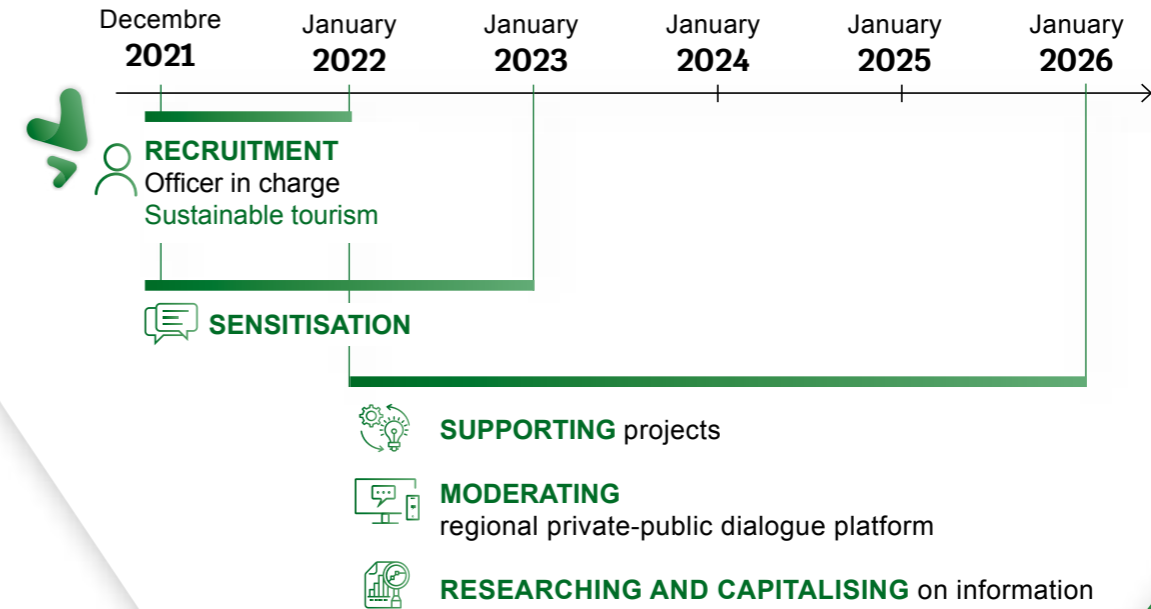 Decembre
2021
January
2022
January
2023
January
2024
January
2025
January
2026
RECRUITMENT
Officer in charge
Sustainable tourism
SENSITISATION
SUPPORTING projects
MODERATING
regional private-public dialogue platform
RESEARCHING AND CAPITALISING on information